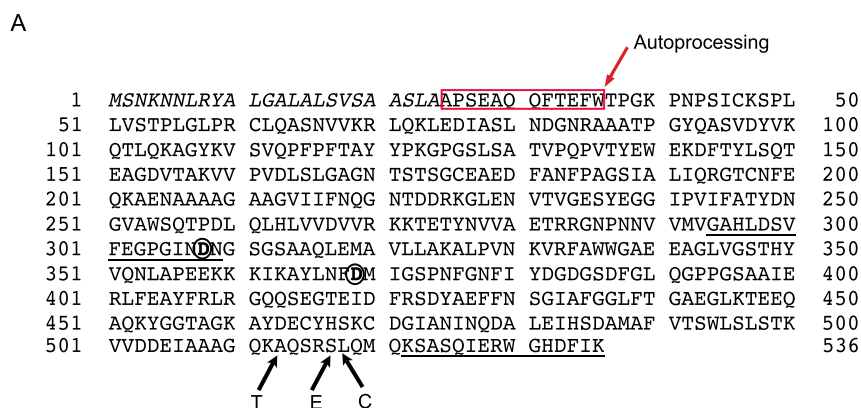 A
Autoprocessing
1 MSNKNNLRYA LGALALSVSA ASLAAPSEAQ QFTEFWTPGK PNPSICKSPL 50
51 LVSTPLGLPR CLQASNVVKR LQKLEDIASL NDGNRAAATP GYQASVDYVK 100
101 QTLQKAGYKV SVQPFPFTAY YPKGPGSLSA TVPQPVTYEW EKDFTYLSQT 150
151 EAGDVTAKVV PVDLSLGAGN TSTSGCEAED FANFPAGSIA LIQRGTCNFE 200
201 QKAENAAAAG AAGVIIFNQG NTDDRKGLEN VTVGESYEGG IPVIFATYDN 250
251 GVAWSQTPDL QLHLVVDVVR KKTETYNVVA ETRRGNPNNV VMVGAHLDSV 300
301 FEGPGINDNG SGSAAQLEMA VLLAKALPVN KVRFAWWGAE EAGLVGSTHY 350
351 VQNLAPEEKK KIKAYLNFDM IGSPNFGNFI YDGDGSDFGL QGPPGSAAIE 400
401 RLFEAYFRLR GQQSEGTEID FRSDYAEFFN SGIAFGGLFT GAEGLKTEEQ 450
451 AQKYGGTAGK AYDECYHSKC DGIANINQDA LEIHSDAMAF VTSWLSLSTK 500
501 VVDDEIAAAG QKAQSRSLQM QKSASQIERW GHDFIK 536
T E C